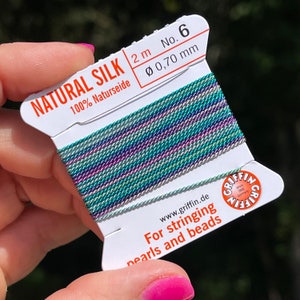 NATURAL SILK
100% Naturseide
2 m No. 6
Ø 0,70 mm
www.griffin.de
For stringing
pearls and beads
GRIFFIN
GRIFFIN